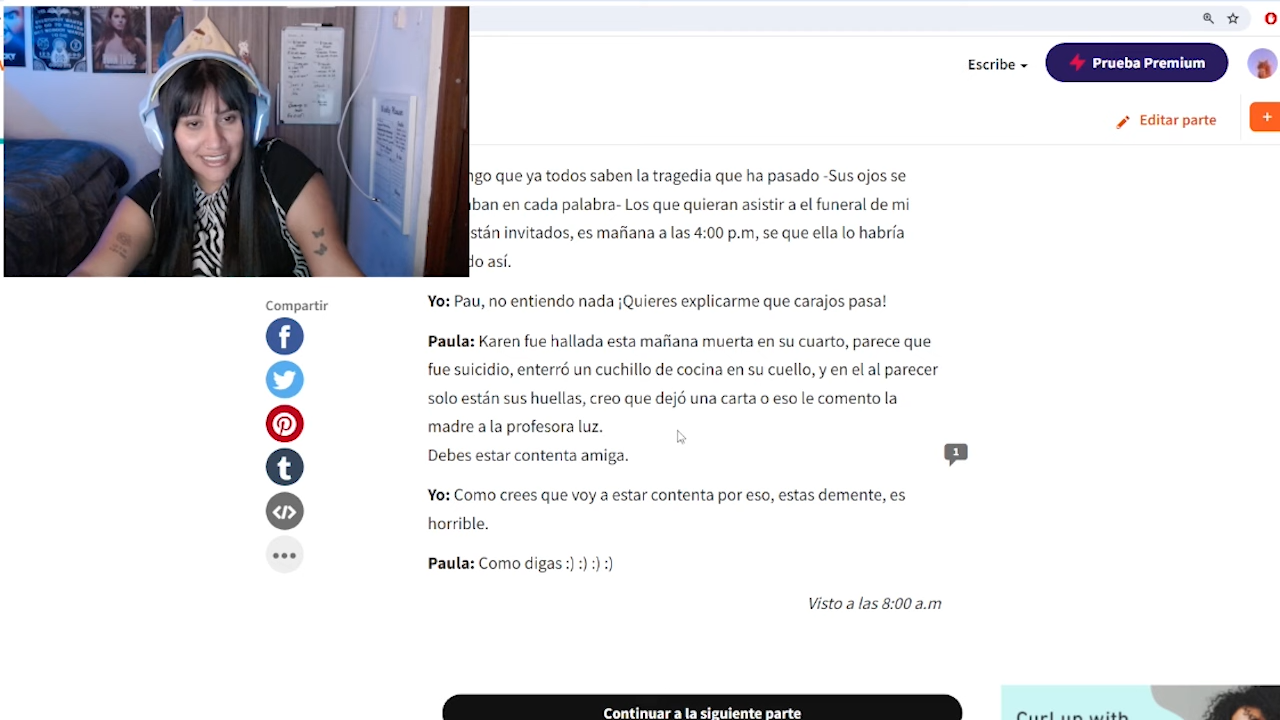 Escribe
Prueba Premium
Editar parte
+
que ya todos saben la tragedia que ha pasado -Sus ojos se
en cada palabra- Los que quieran asistir a el funeral de mi
invitados, es mañana a las 4:00 p.m, se que ella lo habría
así.
Compartir
Yo: Pau, no entiendo nada ¡Quieres explicarme que carajos pasa!
Paula: Karen fue hallada esta mañana muerta en su cuarto, parece que
fue suicidio, enterró un cuchillo de cocina en su cuello, y en el al parecer
solo están sus huellas, creo que dejó una carta o eso le comento la
madre a la profesora luz.
Debes estar contenta amiga.
1
Yo: Como crees que voy a estar contenta por eso, estas demente, es
horrible.
Paula: Como digas :) :) :) :)
Visto a las 8:00 a.m
Continuar a la siguiente parte
Curl up with